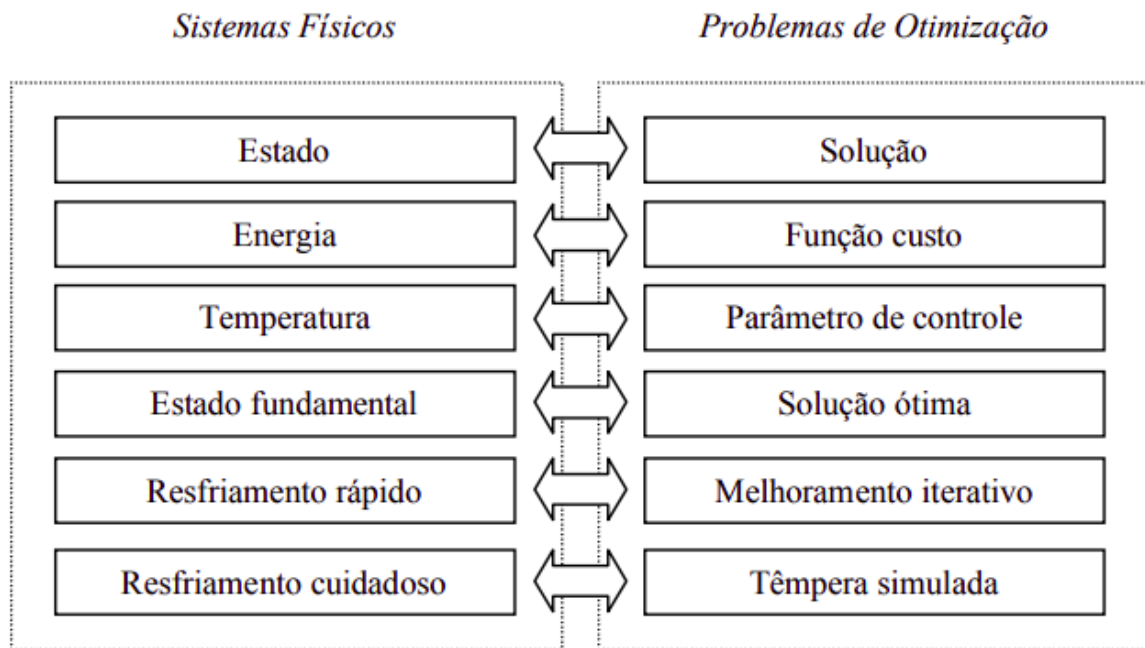 Sistemas Físicos
Problemas de Otimização
Estado
Solução
Energia
Função custo
Temperatura
Parâmetro de controle
Estado fundamental
Solução ótima
Resfriamento rápido
Melhoramento iterativo
Resfriamento cuidadoso
Têmpera simulada